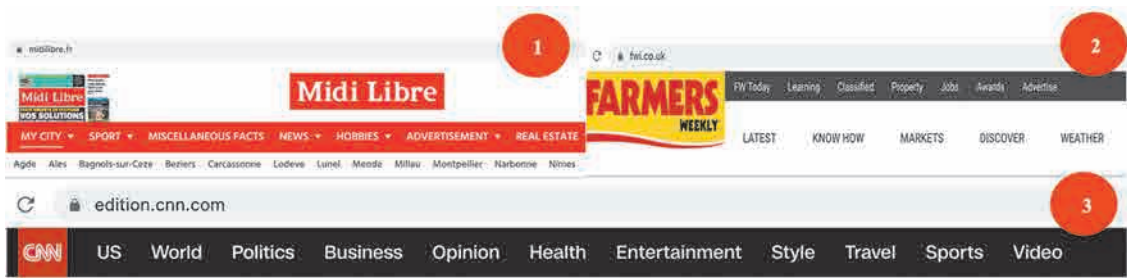 midilibre.fr
1
Midi Libre
VOS SOLUTIONS
Midi Libre
MY CITY SPORT MISCELLANEOUS FACTS NEWS HOBBIES ADVERTISEMENT REAL ESTATE
Agde Ales Bagnols-sur-Ceze Beziers Carcassonne Lodeve Lunel Mende Millau Montpellier Narbonne Nimes
fwi.co.uk
2
FARMERS
WEEKLY
FW Today Learning Classified Property Jobs Awards Advertise
LATEST KNOW HOW MARKETS DISCOVER WEATHER
edition.cnn.com
3
CNN US World Politics Business Opinion Health Entertainment Style Travel Sports Video